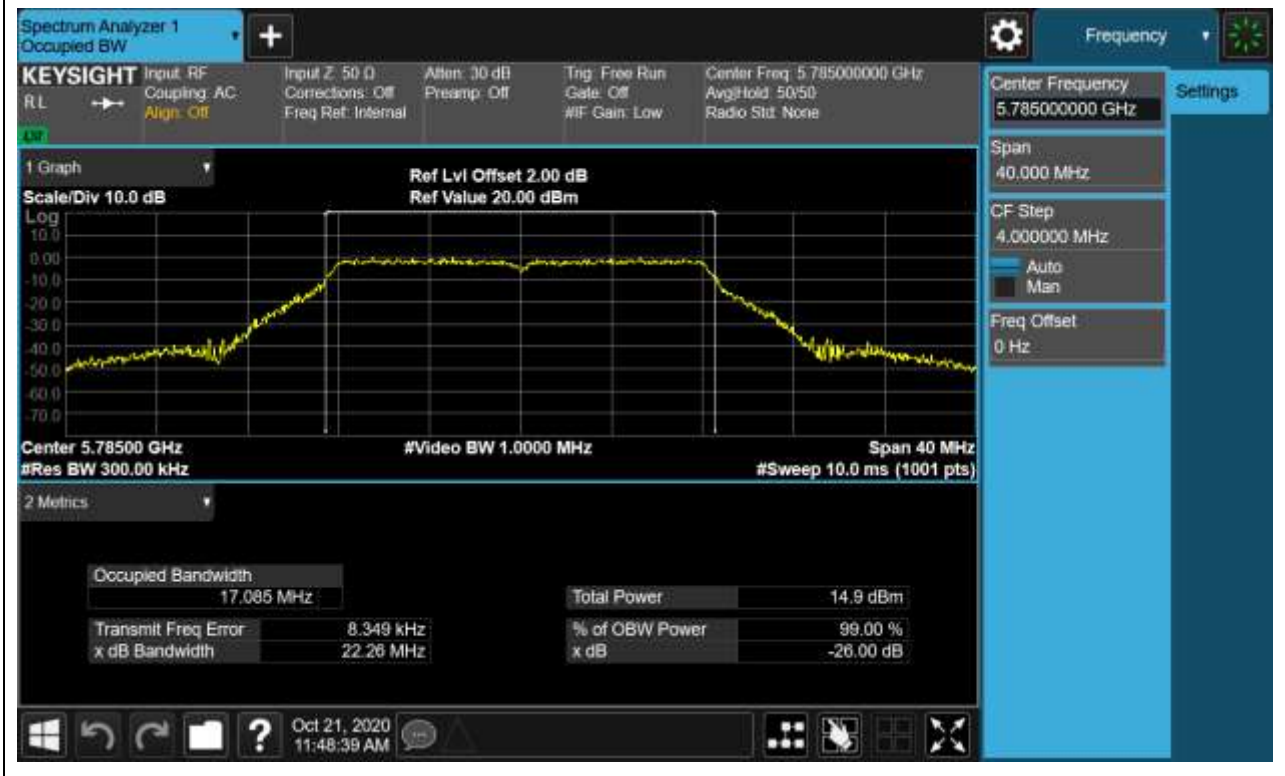 Spectrum Analyzer 1
Occupied BW
+
Frequency
KEYSIGHT
RL
Input: RF
Coupling: AC
Align: Off
Input Z: 50 Ω
Corrections: Off
Freq Ref: Internal
Atten: 30 dB
Preamp: Off
Trig: Free Run
Gate: Off
#IF Gain: Low
Center Freq: 5.785000000 GHz
Avg|Hold: 50/50
Radio Std: None
Center Frequency
5.785000000 GHz
Settings
Span
40.000 MHz
CF Step
4.000000 MHz
Auto
Man
Freq Offset
0 Hz
1 Graph
Scale/Div 10.0 dB
Ref Lvl Offset 2.00 dB
Ref Value 20.00 dBm
Log
10.0
0.00
-10.0
-20.0
-30.0
-40.0
-50.0
-60.0
-70.0
Center 5.78500 GHz
#Video BW 1.0000 MHz
Span 40 MHz
#Res BW 300.00 kHz
#Sweep 10.0 ms (1001 pts)
2 Metrics
Occupied Bandwidth
17.085 MHz
Total Power 14.9 dBm
Transmit Freq Error 8.349 kHz
% of OBW Power 99.00 %
x dB Bandwidth 22.26 MHz
x dB -26.00 dB
?
Oct 21, 2020
11:48:39 AM